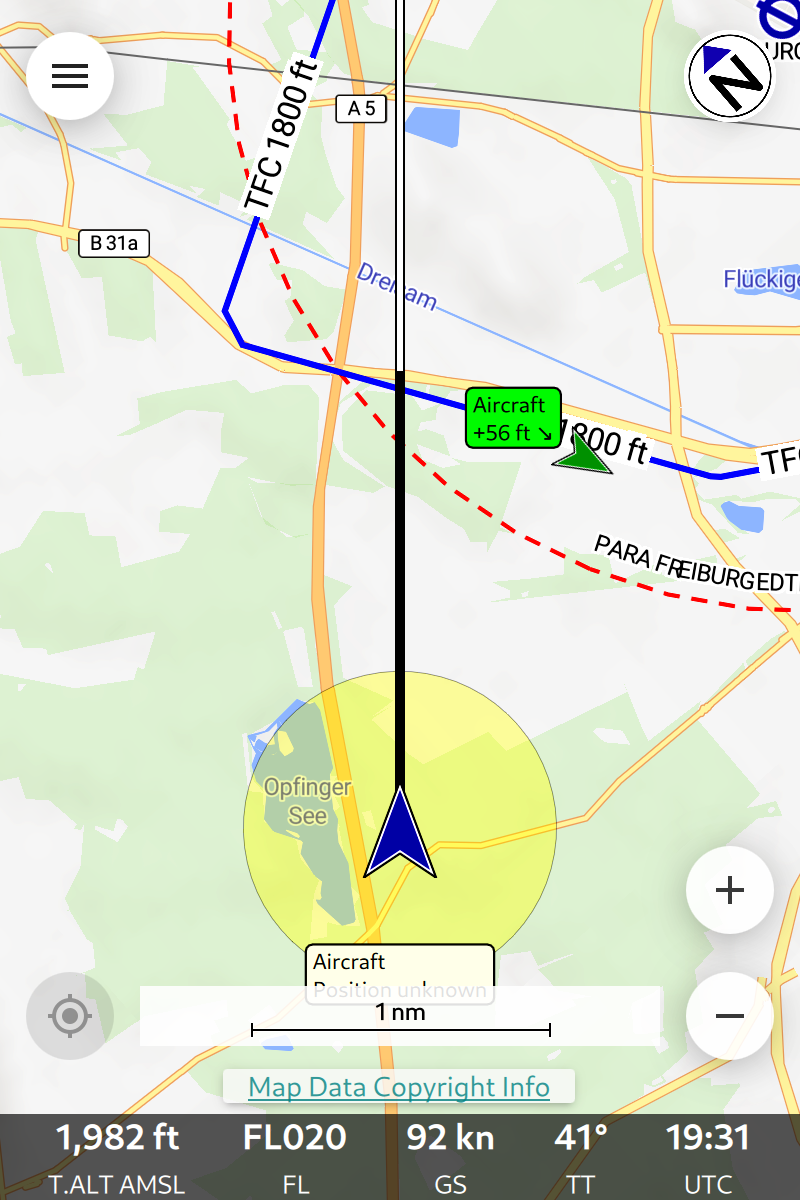 A 5
TFC 1800 ft
B 31a
Dreisam
Flückige
Aircraft
+56 ft ↘
1800 ft
TFC
PARA FREIBURGEDT
Opfinger
See
Aircraft
Position unknown
1 nm
Map Data Copyright Info
1,982 ft FL020 92 kn 41° 19:31
T.ALT AMSL FL GS TT UTC